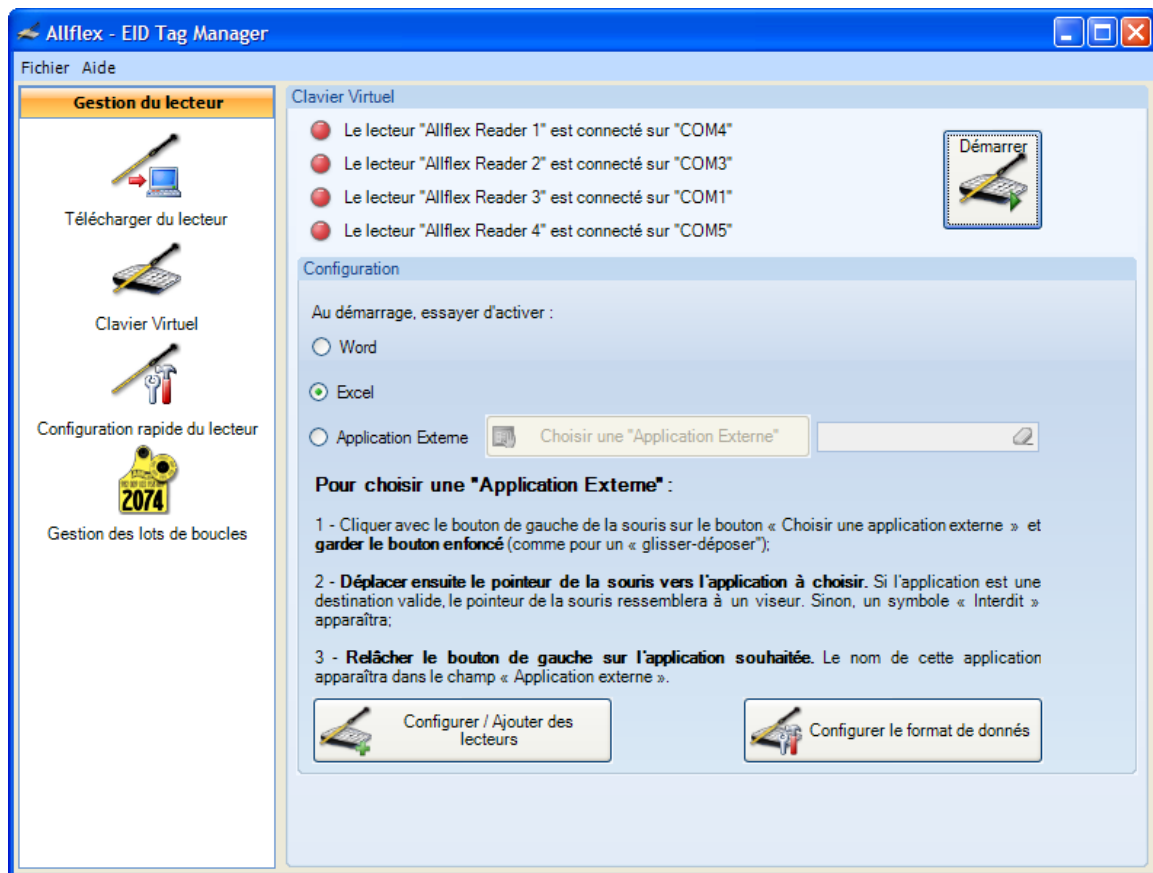 Allflex - EID Tag Manager
Fichier Aide
Gestion du lecteur
Télécharger du lecteur
Clavier Virtuel
Configuration rapide du lecteur
2074
Gestion des lots de boucles
Clavier Virtuel
Le lecteur "Allflex Reader 1" est connecté sur "COM4"
Le lecteur "Allflex Reader 2" est connecté sur "COM3"
Le lecteur "Allflex Reader 3" est connecté sur "COM1"
Le lecteur "Allflex Reader 4" est connecté sur "COM5"
Démarrer
Configuration
Au démarrage, essayer d'activer :
Word
Excel
Application Externe
Choisir une "Application Externe"
Pour choisir une "Application Externe" :
1 - Cliquer avec le bouton de gauche de la souris sur le bouton « Choisir une application externe » et
garder le bouton enfoncé (comme pour un « glisser-déposer");
2 - Déplacer ensuite le pointeur de la souris vers l'application à choisir. Si l'application est une
destination valide, le pointeur de la souris ressemblera à un viseur. Sinon, un symbole « Interdit »
apparaîtra;
3 - Relâcher le bouton de gauche sur l'application souhaitée. Le nom de cette application
apparaîtra dans le champ « Application externe ».
Configurer / Ajouter des
lecteurs
Configurer le format de donnés